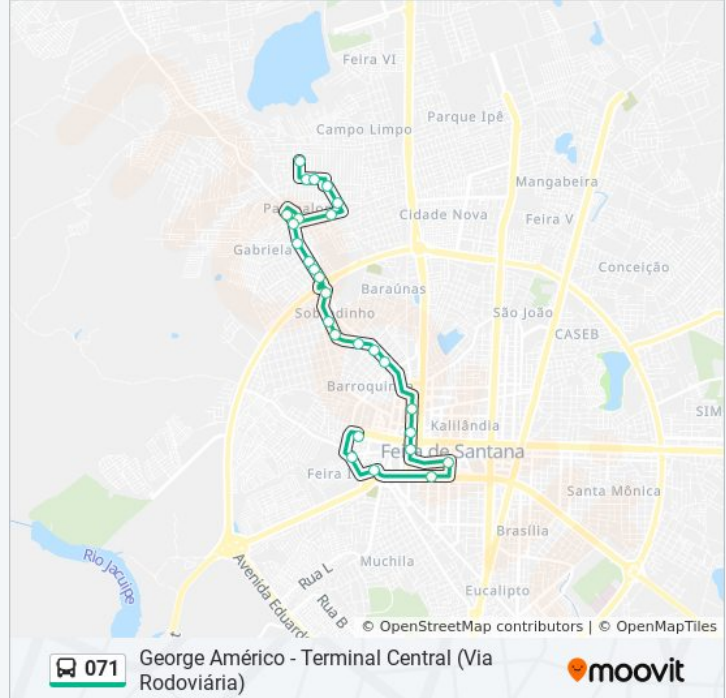 Feira VI
Parque Ipê
Campo Limpo
Mangabeira
Cidade Nova
Feira V
Gabriela
Conceição
Baraúnas
São João
CASEB
Barroquin
SIM
Kalilândia
Feira de Santana
Feira I
Santa Mônica
Brasília
Rio Jacuípe
Muchila
Rua L
Eucalipto
Avenida Eduard
Rua B
© OpenStreetMap contributors | © OpenMapTiles
071
George Américo - Terminal Central (Via
Rodoviária)
moovit